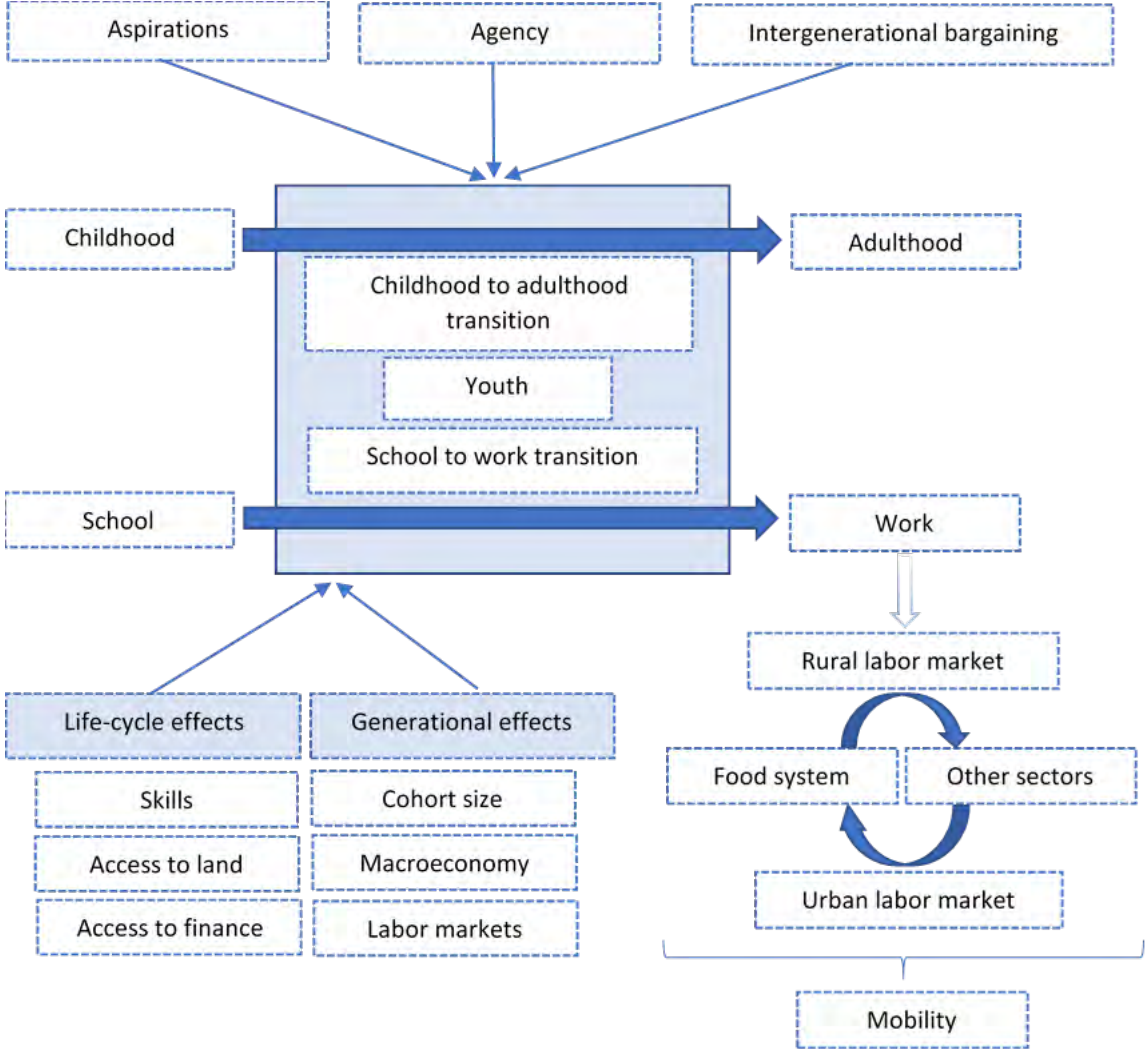 Aspirations
Agency
Intergenerational bargaining
Childhood
Adulthood
Childhood to adulthood
transition
Youth
School to work transition
School
Work
Rural labor market
Life-cycle effects
Generational effects
Food system
Other sectors
Skills
Cohort size
Access to land
Macroeconomy
Urban labor market
Access to finance
Labor markets
Mobility